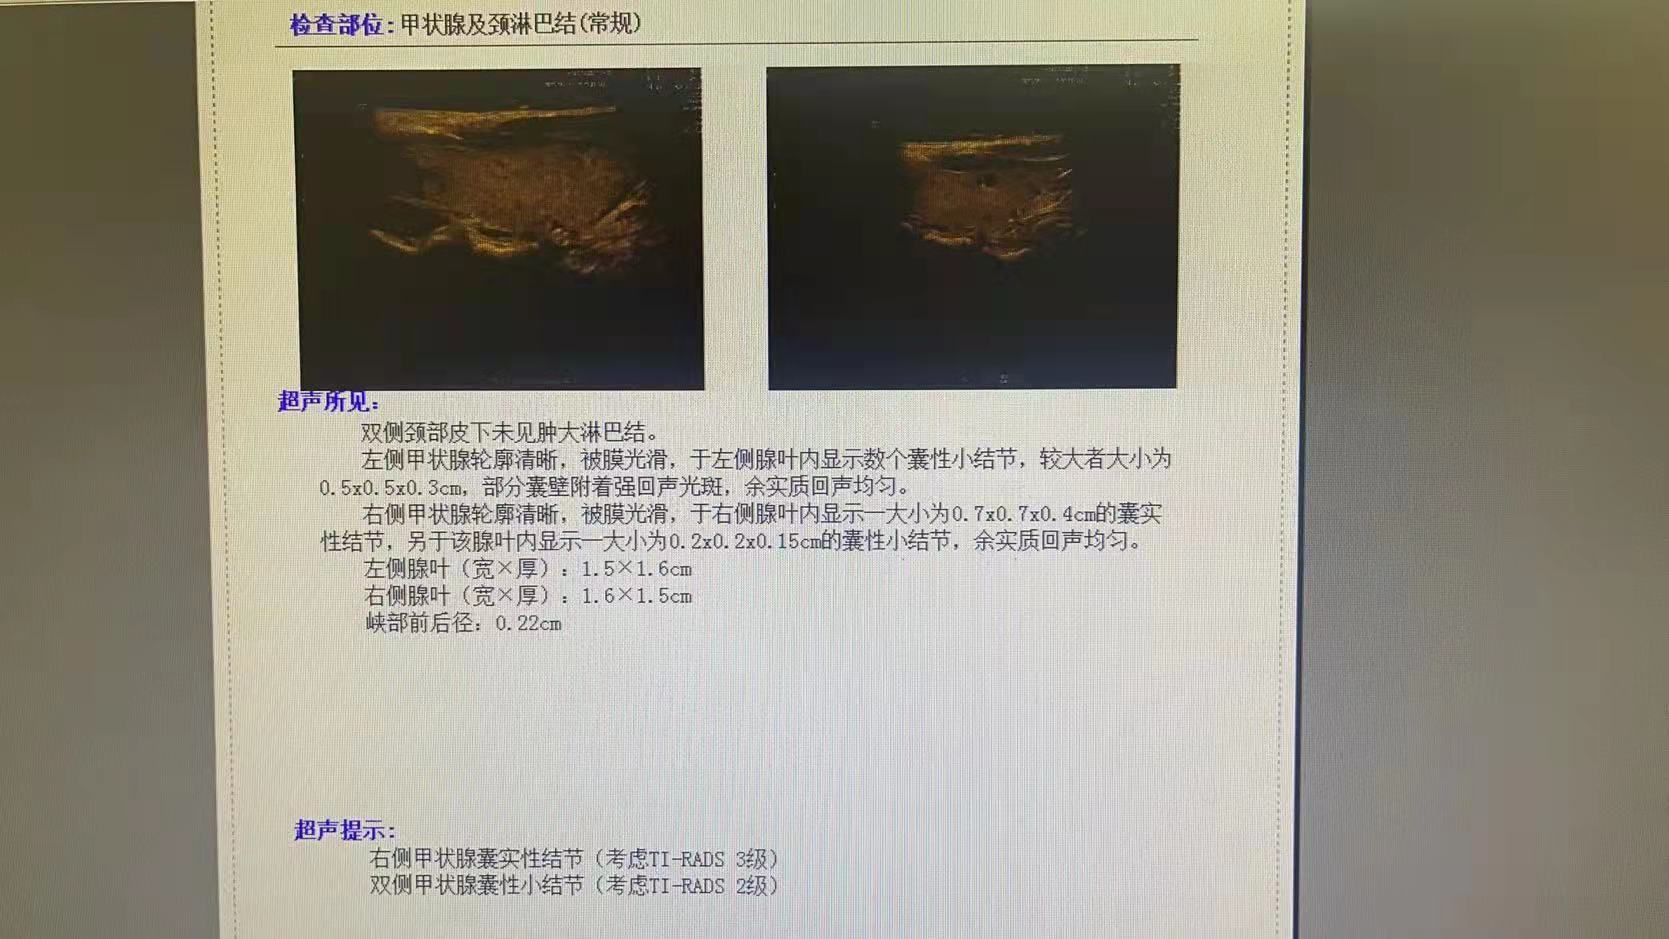 检查部位:甲状腺及颈淋巴结(常规)
超声所见:
双侧颈部皮下未见肿大淋巴结。
左侧甲状腺轮廓清晰，被膜光滑，于左侧腺叶内显示数个囊性小结节，较大者大小为
0.5x0.5x0.3cm，部分囊壁附着强回声光斑，余实质回声均匀。
右侧甲状腺轮廓清晰，被膜光滑，于右侧腺叶内显示一大小为0.7x0.7x0.4cm的囊实
性结节，另于该腺叶内显示一大小为0.2x0.2x0.15cm的囊性小结节，余实质回声均匀。
左侧腺叶（宽×厚）：1.5×1.6cm
右侧腺叶（宽×厚）：1.6×1.5cm
峡部前后径：0.22cm
超声提示:
右侧甲状腺囊实性结节（考虑TI-RADS 3级）
双侧甲状腺囊性小结节（考虑TI-RADS 2级）